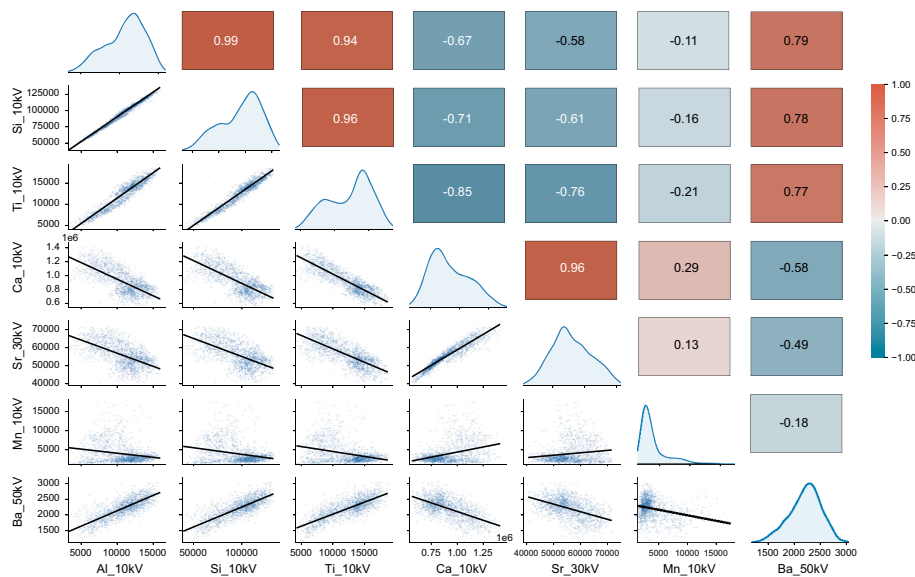 0.99 0.94 -0.67 -0.58 -0.11 0.79
Si_10kV 125000 100000 75000 50000 0.96 -0.71 -0.61 -0.16 0.78 1.00
0.75
Ti_10kV 15000 10000 5000 -0.85 -0.76 -0.21 0.77 0.50
0.25
1e6
Ca_10kV 1.4 1.2 1.0 0.8 0.6 0.96 0.29 -0.58 0.00
-0.25
-0.50
Sr_30kV 70000 60000 50000 40000 0.13 -0.49 -0.75
-1.00
Mn_10kV 15000 10000 5000 -0.18
Ba_50kV 3000 2500 2000 1500
1e6
5000 10000 15000 50000 100000 5000 10000 15000 0.75 1.00 1.25 40000 50000 60000 70000 5000 10000 15000 1500 2000 2500 3000
Al_10kV Si_10kV Ti_10kV Ca_10kV Sr_30kV Mn_10kV Ba_50kV